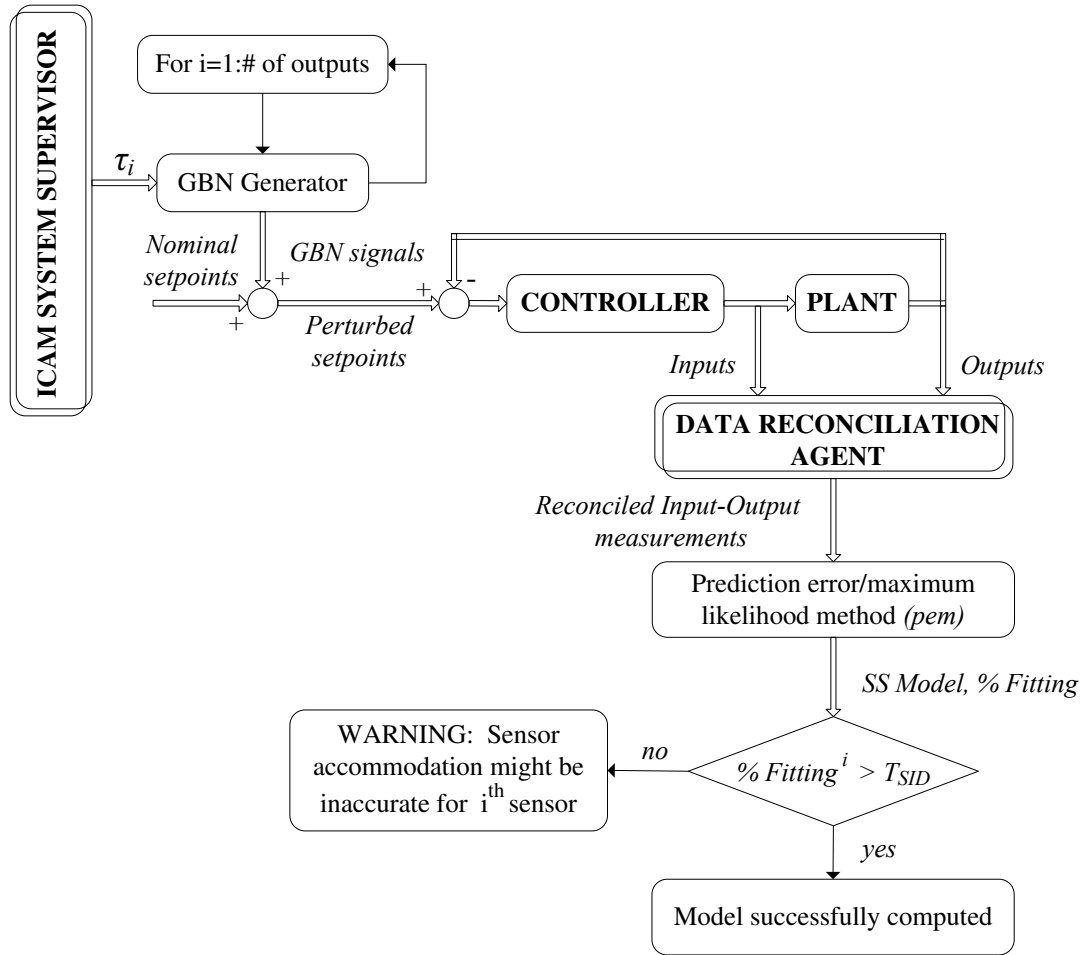 ICAM SYSTEM SUPERVISOR
For i=1:# of outputs
τi
GBN Generator
Nominal
setpoints
GBN signals
+
+
+
-
Perturbed
setpoints
CONTROLLER
PLANT
Inputs
Outputs
DATA RECONCILIATION
AGENT
Reconciled Input-Output
measurements
Prediction error/maximum
likelihood method (pem)
SS Model, % Fitting
% Fitting i > TSID
no
WARNING: Sensor
accommodation might be
inaccurate for ith sensor
yes
Model successfully computed